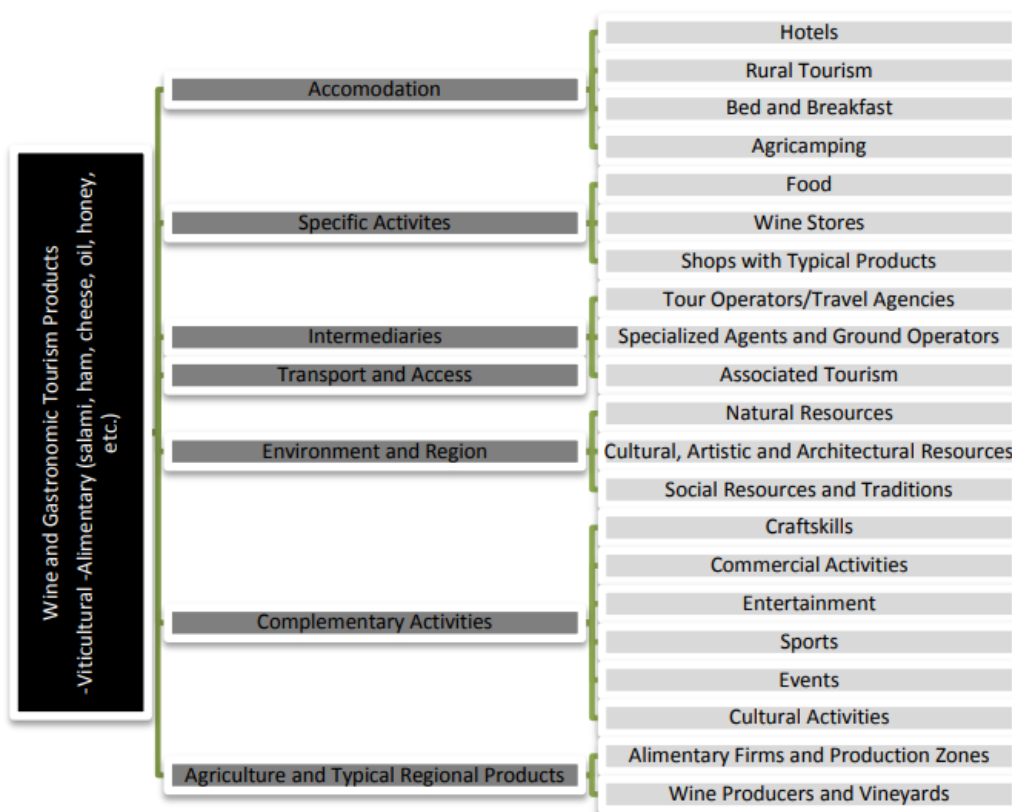 Wine and Gastronomic Tourism Products
-Viticultural -Alimentary (salami, ham, cheese, oil, honey,
etc.)
Accomodation
Hotels
Rural Tourism
Bed and Breakfast
Agricamping
Specific Activites
Food
Wine Stores
Shops with Typical Products
Intermediaries
Tour Operators/Travel Agencies
Specialized Agents and Ground Operators
Associated Tourism
Transport and Access
Environment and Region
Natural Resources
Cultural, Artistic and Architectural Resources
Social Resources and Traditions
Complementary Activities
Craftskills
Commercial Activities
Entertainment
Sports
Events
Cultural Activities
Agriculture and Typical Regional Products
Alimentary Firms and Production Zones
Wine Producers and Vineyards